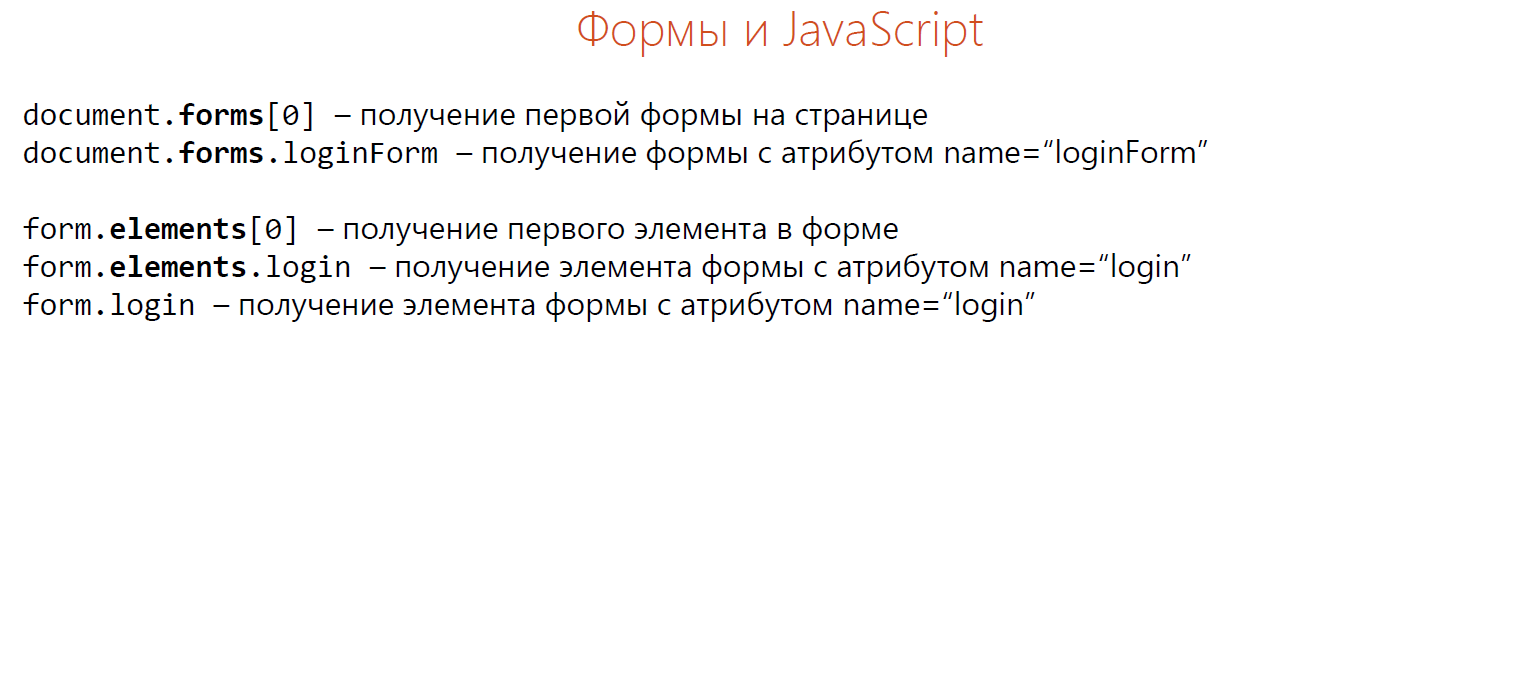 Формы и JavaScript
document.forms[0] – получение первой формы на странице
document.forms.loginForm – получение формы с атрибутом name=“loginForm”
form.elements[0] – получение первого элемента в форме
form.elements.login – получение элемента формы с атрибутом name=“login”
form.login – получение элемента формы с атрибутом name=“login”